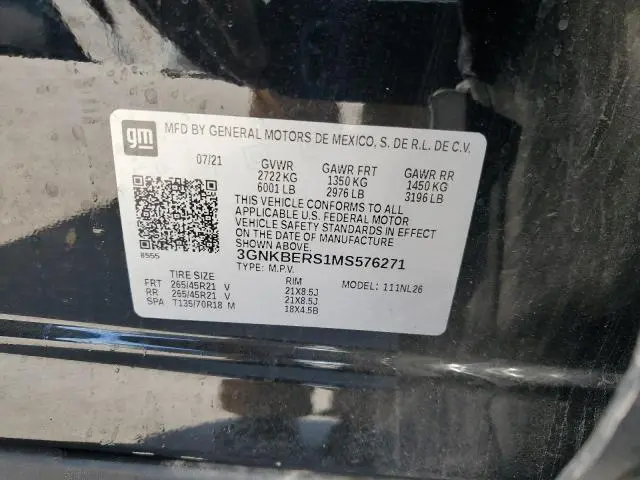 gm
MFD BY GENERAL MOTORS DE MEXICO, S. DE R.L. DE C.V.
07/21 GVWR GAWR FRT GAWR RR
2722 KG 1350 KG 1450 KG
6001 LB 2976 LB 3196 LB
THIS VEHICLE CONFORMS TO ALL
APPLICABLE U.S. FEDERAL MOTOR
VEHICLE SAFETY STANDARDS IN
EFFECT ON THE DATE OF
MANUFACTURE SHOWN ABOVE.
8555 3GNKBERS1MS576271
TYPE: M.P.V.
TIRE SIZE RIM MODEL: 111NL26
FRT 265/45R21 V 21X8.5J
RR 265/45R21 V 21X8.5J
SPA T135/70R18 M 18X4.5B